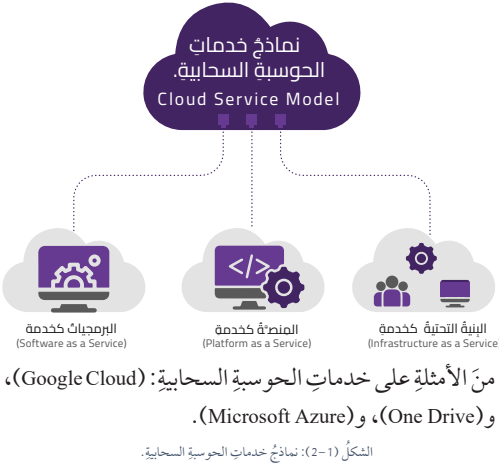 نماذجُ خدماتِ
الحوسبةِ السحابيةِ.
Cloud Service Model
</>
البرمجياتُ كخدمة
(Software as a Service)
المنصّةُ كخدمة
(Platform as a Service)
البنيةُ التحتيةُ كخدمةِ
(Infrastructure as a Service
منَ الأمثلةِ على خدماتِ الحوسبةِ السحابيةِ: (Google Cloud)،
و(One Drive)، و(Microsoft Azure).
الشكلُ (1-2): نماذجُ خدماتِ الحوسبةِ السحابيةِ.